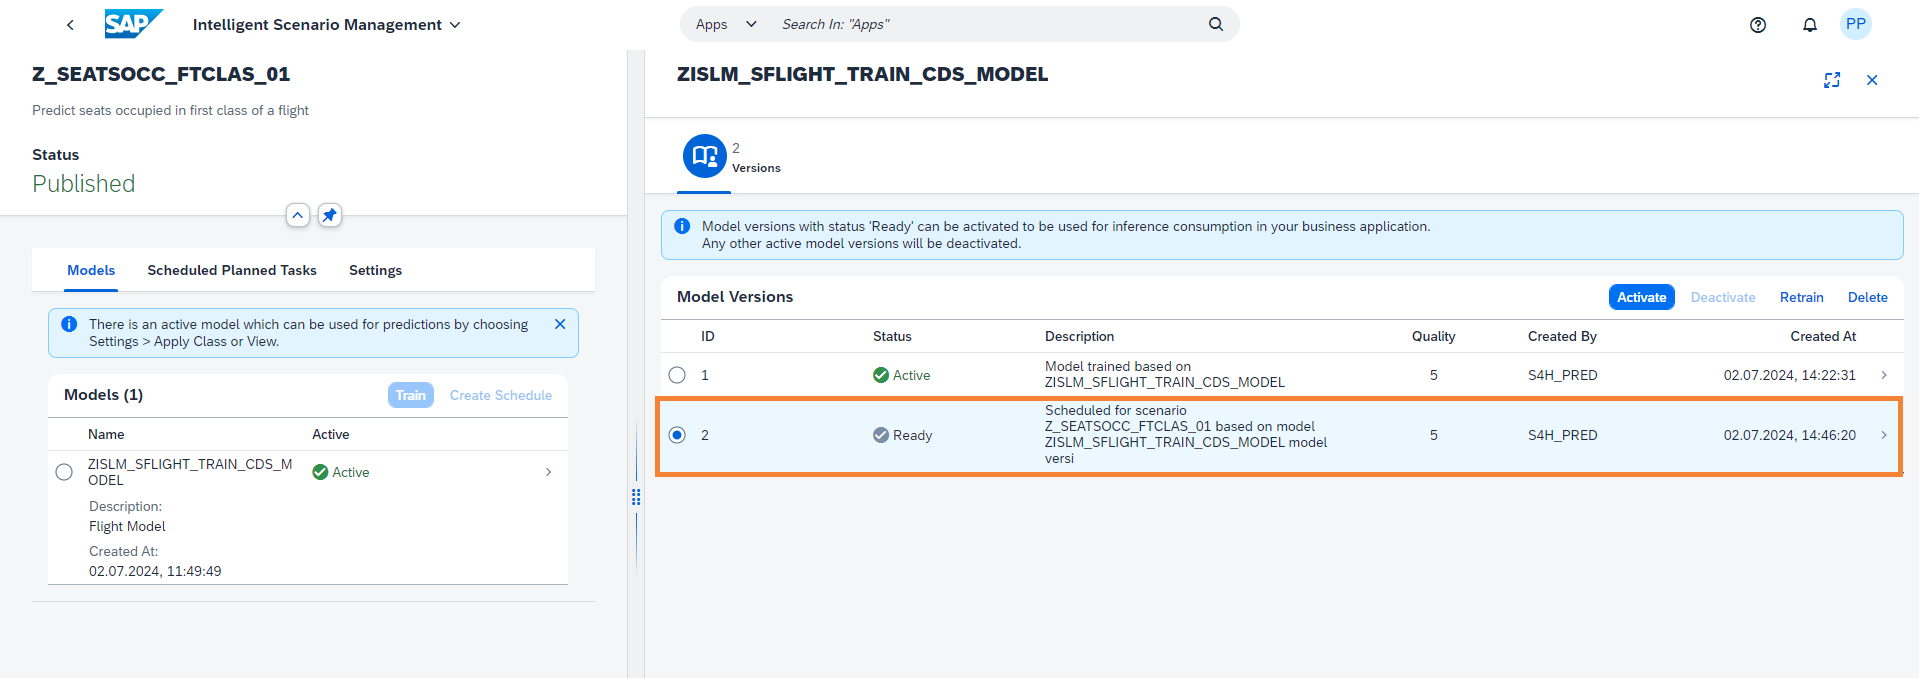 SAP
Intelligent Scenario Management
Apps
Search In: "Apps"
PP
Z_SEATSOCC_FTCLAS_01
Predict seats occupied in first class of a flight
Status
Published
Models
Scheduled Planned Tasks
Settings
There is an active model which can be used for predictions by choosing
Settings > Apply Class or View.
Models (1)
Train
Create Schedule
Name
Active
ZISLM_SFLIGHT_TRAIN_CDS_M
ODEL
Active
Description:
Flight Model
Created At:
02.07.2024, 11:49:49
ZISLM_SFLIGHT_TRAIN_CDS_MODEL
2
Versions
Model versions with status 'Ready' can be activated to be used for inference consumption in your business application.
Any other active model versions will be deactivated.
Model Versions
Activate
Deactivate
Retrain
Delete
ID
Status
Description
Quality
Created By
Created At
1
Active
Model trained based on
ZISLM_SFLIGHT_TRAIN_CDS_MODEL
5
S4H_PRED
02.07.2024, 14:22:31
2
Ready
Scheduled for scenario
Z_SEATSOCC_FTCLAS_01 based on model
ZISLM_SFLIGHT_TRAIN_CDS_MODEL model
versi
5
S4H_PRED
02.07.2024, 14:46:20